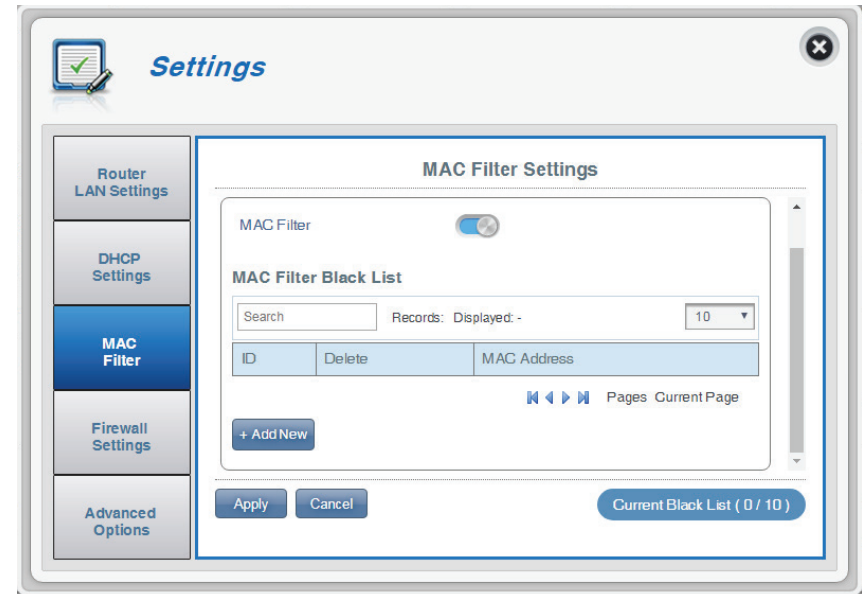 Settings
Router
LAN Settings
DHCP
Settings
MAC
Filter
Firewall
Settings
Advanced
Options
MAC Filter Settings
MAC Filter
MAC Filter Black List
Search Records: Displayed: - 10
ID Delete MAC Address
Pages Current Page
+ Add New
Apply Cancel Current Black List ( 0 / 10 )